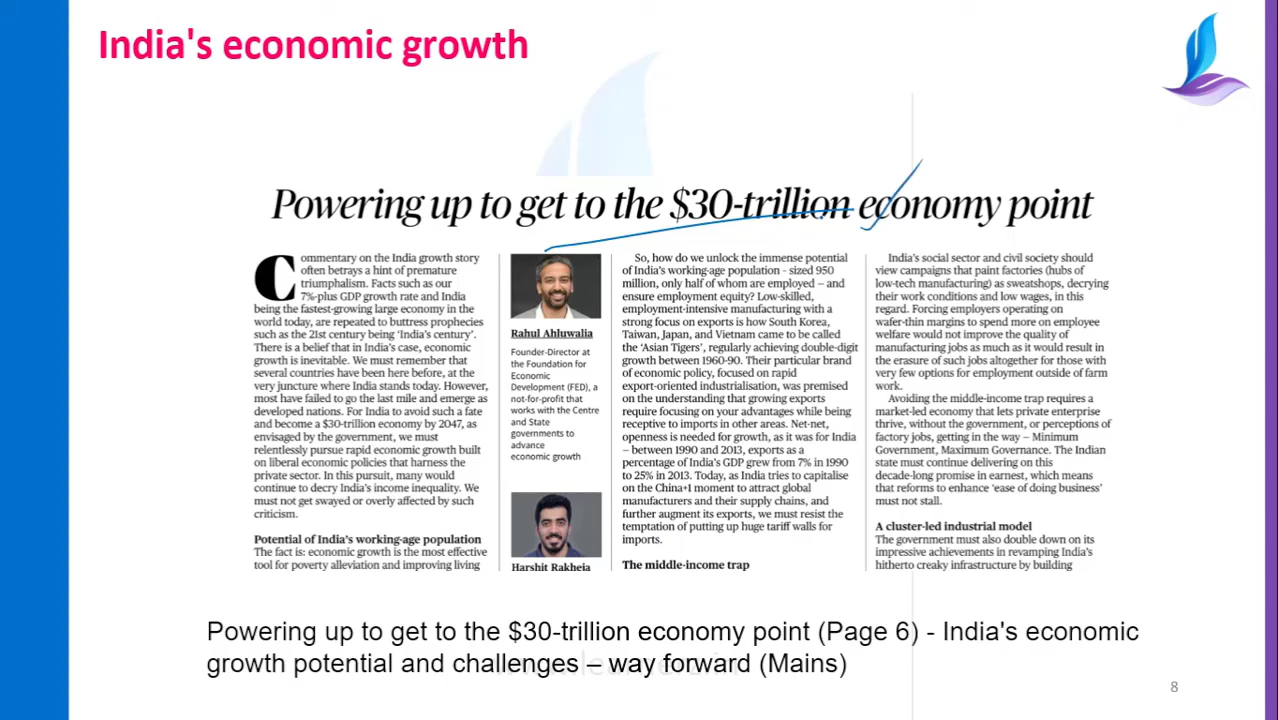 India's economic growth
Powering up to get to the $30-trillion economy point
Commentary on the India growth story
often betrays a hint of premature
triumphalism. Facts such as our
7%-plus GDP growth rate and India
being the fastest-growing large economy in the
world today, are repeated to buttress prophecies
such as the 21st century being 'India's century'.
There is a belief that in India's case, economic
growth is inevitable. We must remember that
several countries have been here before, at the
very juncture where India stands today. However,
most have failed to go the last mile and emerge as
developed nations. For India to avoid such a fate
and become a $30-trillion economy by 2047, as
envisaged by the government, we must
relentlessly pursue rapid economic growth built
on liberal economic policies that harness the
private sector. In this pursuit, many would
continue to decry India's income inequality. We
must not get swayed or overly affected by such
criticism.
Potential of India's working-age population
The fact is: economic growth is the most effective
tool for poverty alleviation and improving living
Rahul Ahluwalia
Founder-Director at
the Foundation for
Economic
Development (FED), a
not-for-profit that
works with the Centre
and State
governments to
advance
economic growth
Harshit Rakheja
So, how do we unlock the immense potential
of India's working-age population - sized 950
million, only half of whom are employed – and
ensure employment equity? Low-skilled,
employment-intensive manufacturing with a
strong focus on exports is how South Korea,
Taiwan, Japan, and Vietnam came to be called
the 'Asian Tigers', regularly achieving double-digit
growth between 1960-90. Their particular brand
of economic policy, focused on rapid
export-oriented industrialisation, was premised
on the understanding that growing exports
require focusing on your advantages while being
receptive to imports in other areas. Net-net,
openness is needed for growth, as it was for India
– between 1990 and 2013, exports as a
percentage of India's GDP grew from 7% in 1990
to 25% in 2013. Today, as India tries to capitalise
on the China+1 moment to attract global
manufacturers and their supply chains, and
further augment its exports, we must resist the
temptation of putting up huge tariff walls for
imports.
The middle-income trap
India's social sector and civil society should
view campaigns that paint factories (hubs of
low-tech manufacturing) as sweatshops, decrying
their work conditions and low wages, in this
regard. Forcing employers operating on
wafer-thin margins to spend more on employee
welfare would not improve the quality of
manufacturing jobs as much as it would result in
the erasure of such jobs altogether for those with
very few options for employment outside of farm
work.
Avoiding the middle-income trap requires a
market-led economy that lets private enterprise
thrive, without the government, or perceptions of
factory jobs, getting in the way – Minimum
Government, Maximum Governance. The Indian
state must continue delivering on this
decade-long promise in earnest, which means
that reforms to enhance 'ease of doing business'
must not stall.
A cluster-led industrial model
The government must also double down on its
impressive achievements in revamping India's
hitherto creaky infrastructure by building
Powering up to get to the $30-trillion economy point (Page 6) - India's economic
growth potential and challenges – way forward (Mains)
8